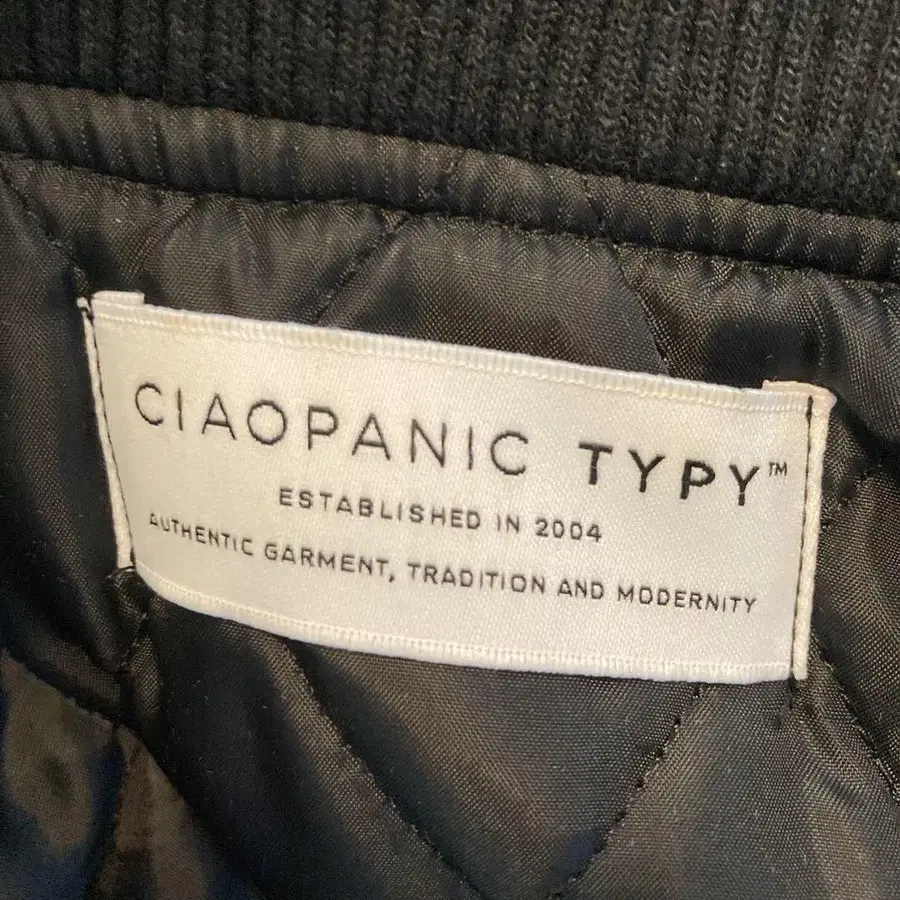 CIAOPANIC TYPY™
ESTABLISHED IN 2004
AUTHENTIC GARMENT, TRADITION AND MODERNITY